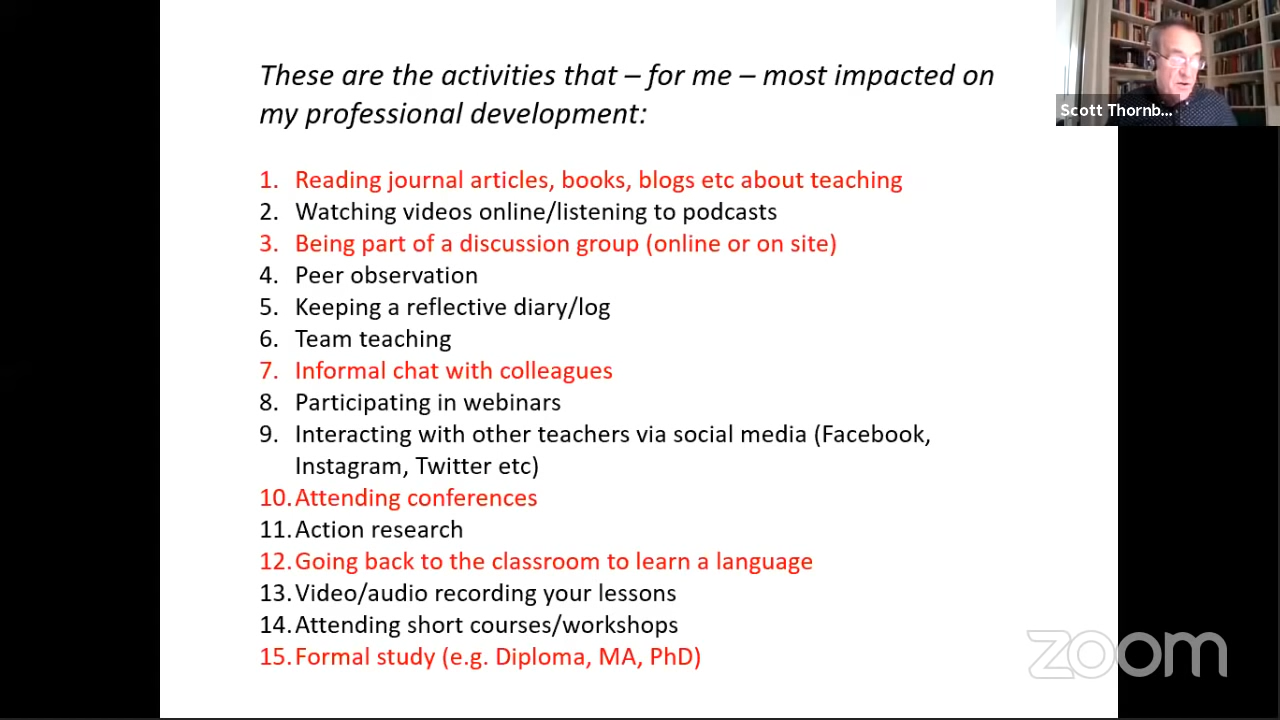 These are the activities that – for me – most impacted on
my professional development:
Scott Thornb...
1. Reading journal articles, books, blogs etc about teaching
2. Watching videos online/listening to podcasts
3. Being part of a discussion group (online or on site)
4. Peer observation
5. Keeping a reflective diary/log
6. Team teaching
7. Informal chat with colleagues
8. Participating in webinars
9. Interacting with other teachers via social media (Facebook,
Instagram, Twitter etc)
10. Attending conferences
11. Action research
12. Going back to the classroom to learn a language
13. Video/audio recording your lessons
14. Attending short courses/workshops
15. Formal study (e.g. Diploma, MA, PhD)
zoom